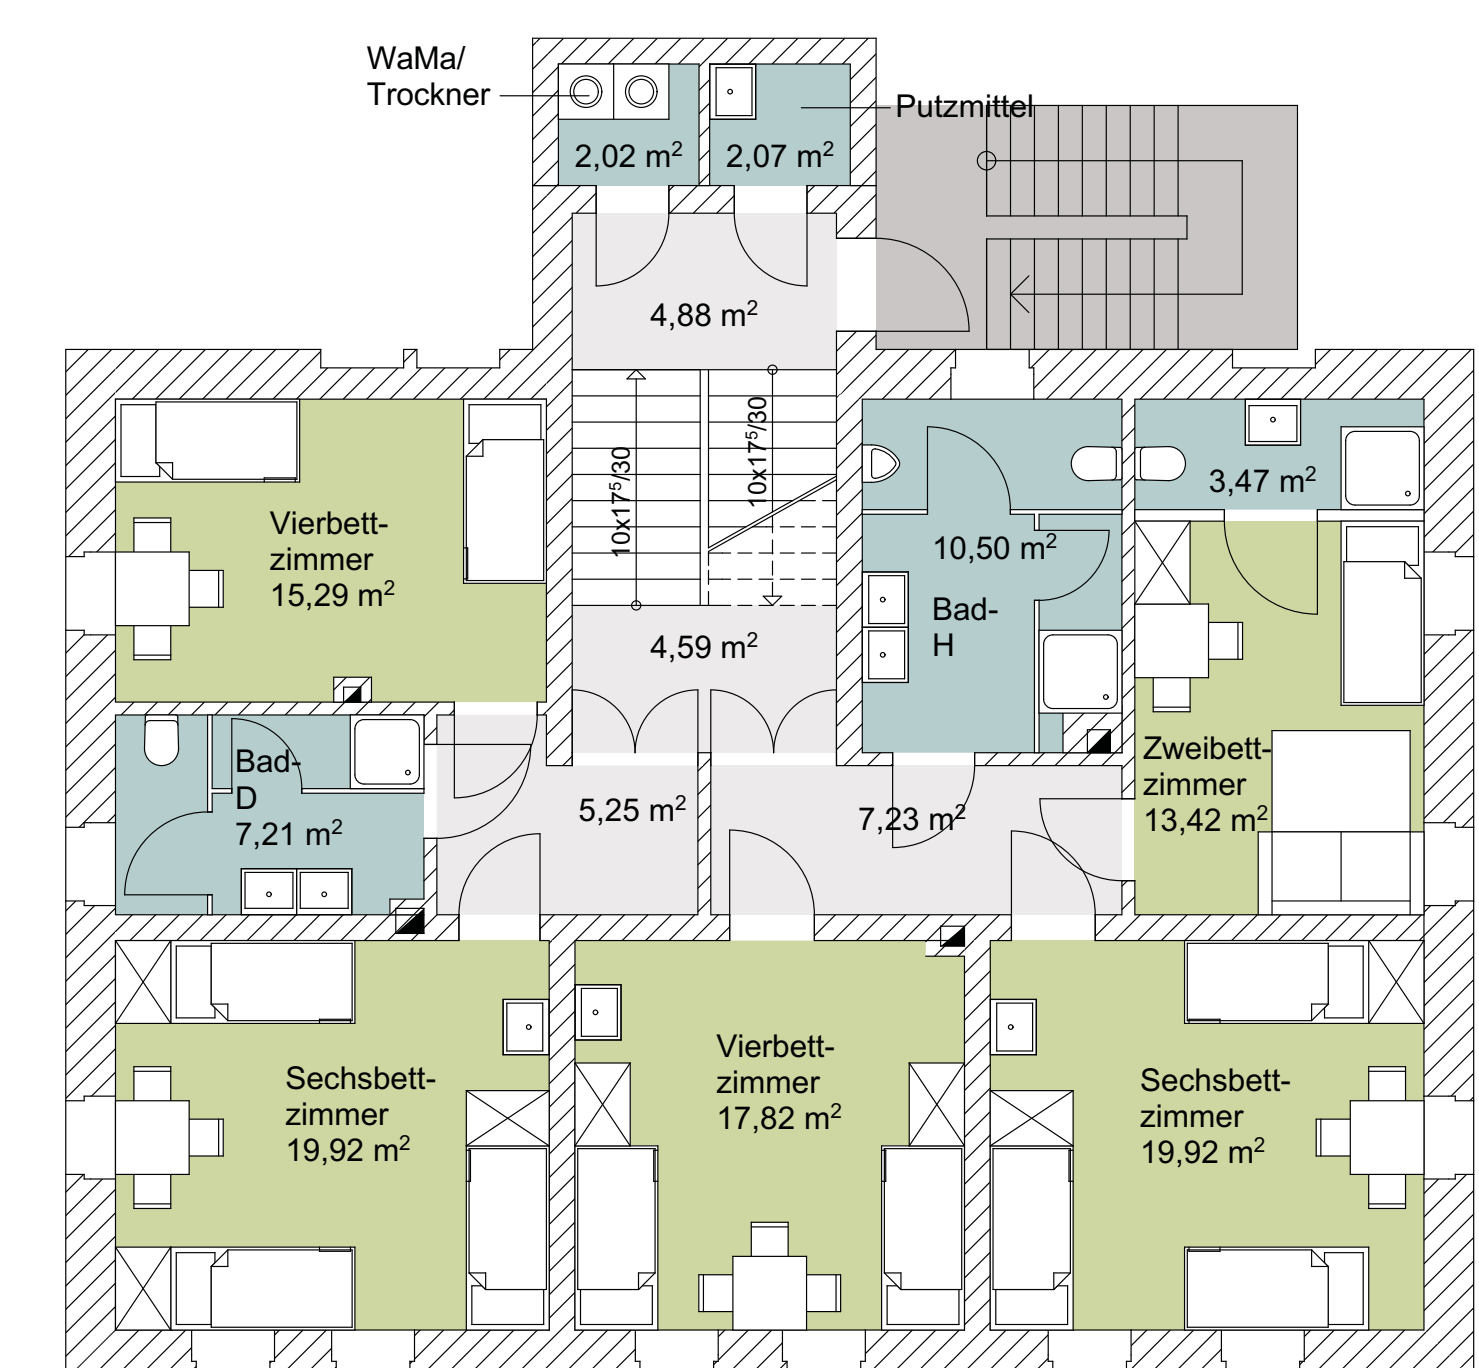 WaMa/
Trockner
Putzmittel
2,02 m²
2,07 m²
4,88 m²
10x17⁵/30
10x17⁵/30
3,47 m²
Vierbett-
zimmer
15,29 m²
10,50 m²
Bad-
H
4,59 m²
Bad-
D
7,21 m²
5,25 m²
7,23 m²
Zweibett-
zimmer
13,42 m²
Sechsbett-
zimmer
19,92 m²
Vierbett-
zimmer
17,82 m²
Sechsbett-
zimmer
19,92 m²